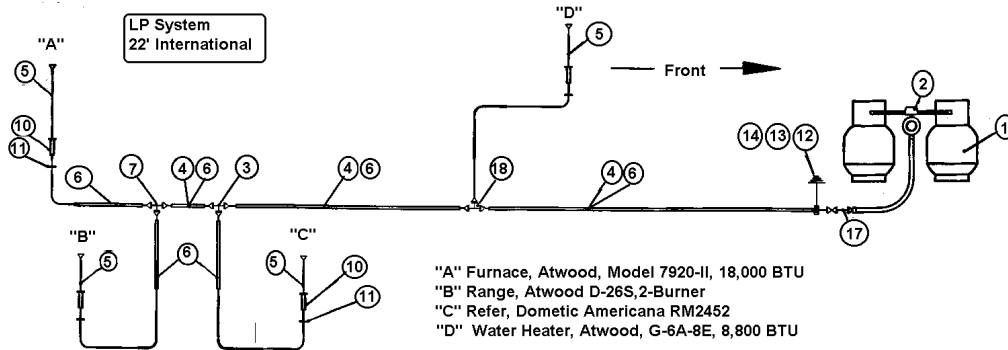 LP System
22' International
"A"
"D"
5
5
Front
2
1
10
11
14 13 12
7
4
6
3
4 6
18
4
6
6
17
"B"
"C"
5
6
5
10
11
"A" Furnace, Atwood, Model 7920-II, 18,000 BTU
"B" Range, Atwood D-26S,2-Burner
"C" Refer, Dometic Americana RM2452
"D" Water Heater, Atwood, G-6A-8E, 8,800 BTU